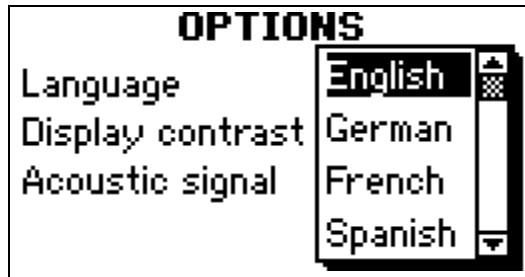 OPTIONS
Language
Display contrast
Acoustic signal
English
German
French
Spanish